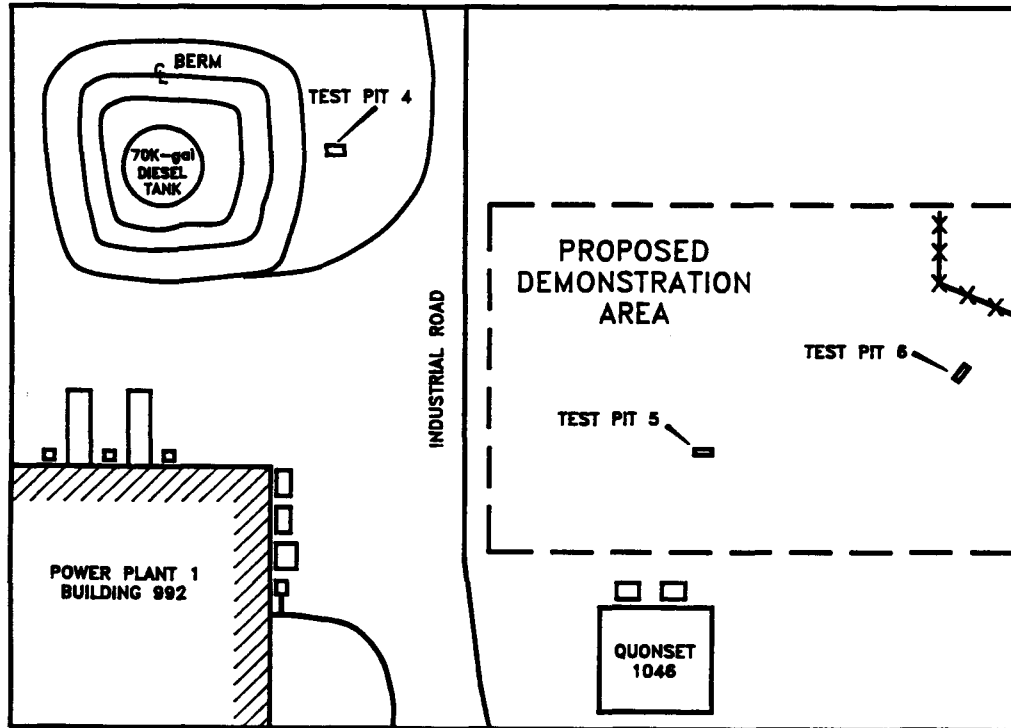 BERM
℄
TEST PIT 4
70K-gal
DIESEL
TANK
PROPOSED
DEMONSTRATION
AREA
INDUSTRIAL ROAD
TEST PIT 6
TEST PIT 5
POWER PLANT 1
BUILDING 992
QUONSET
1046